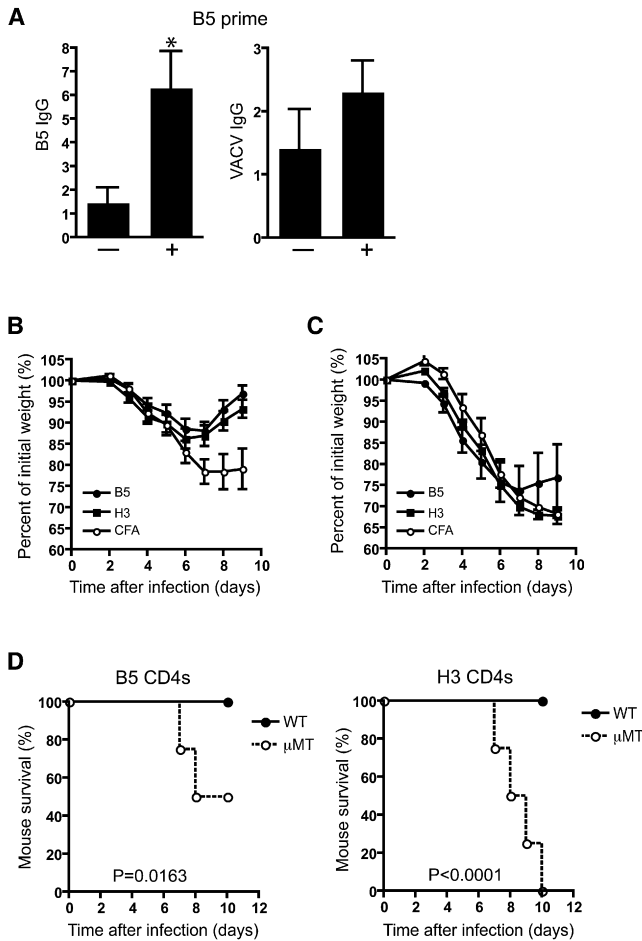 A
B5 prime
*
B5 IgG
8
7
6
5
4
3
2
1
0
— +
VACV IgG
3
2
1
0
— +
B
Percent of initial weight (%)
105
100
95
90
85
80
75
70
65
60
B5
H3
CFA
0 2 4 6 8 10
Time after infection (days)
C
Percent of initial weight (%)
105
100
95
90
85
80
75
70
65
60
B5
H3
CFA
0 2 4 6 8 10
Time after infection (days)
D
B5 CD4s
Mouse survival (%)
100
80
60
40
20
0
WT
μMT
P=0.0163
0 2 4 6 8 10 12
Time after infection (days)
H3 CD4s
Mouse survival (%)
100
80
60
40
20
0
WT
μMT
P<0.0001
0 2 4 6 8 10 12
Time after infection (days)